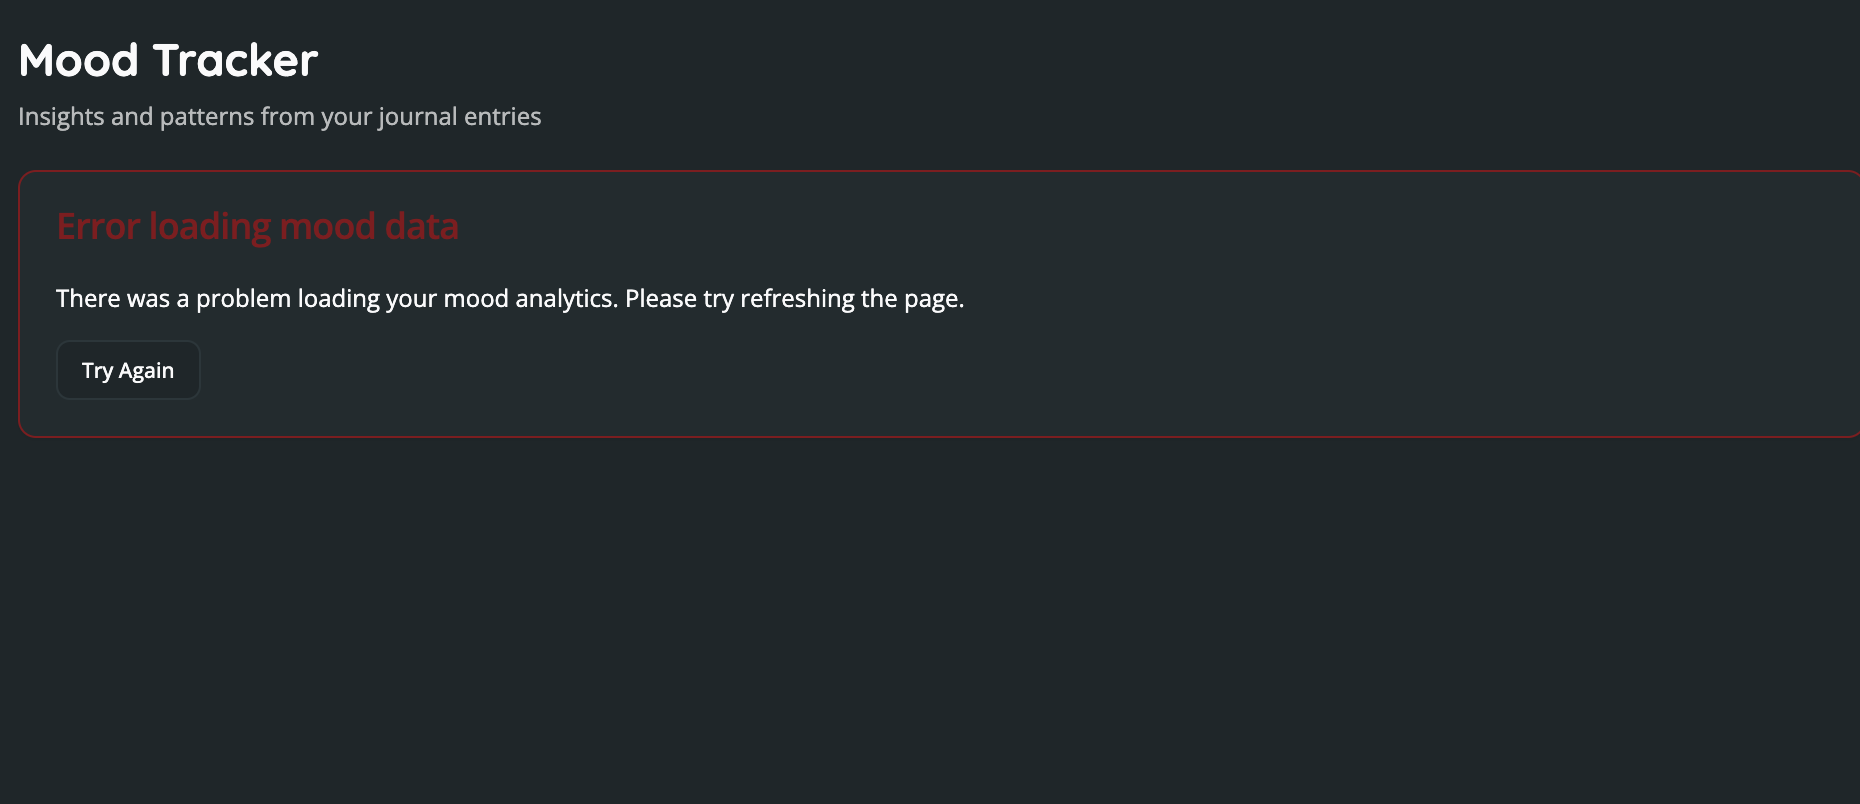 Mood Tracker
Insights and patterns from your journal entries
Error loading mood data
There was a problem loading your mood analytics. Please try refreshing the page.
Try Again